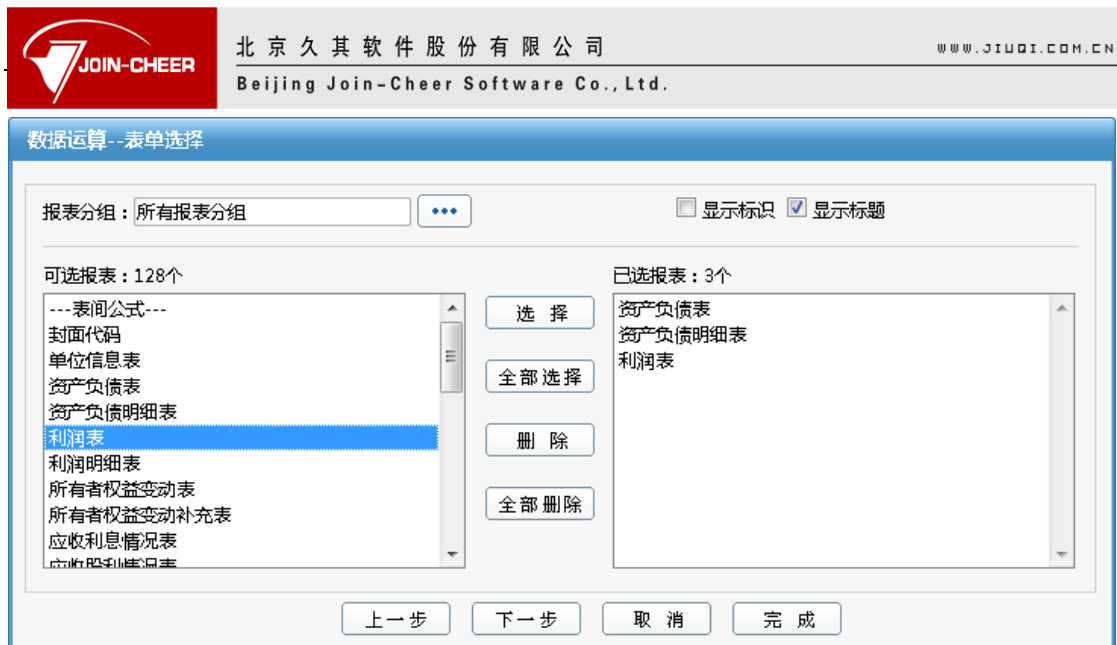 JOIN-CHEER
北京久其软件股份有限公司
WWW.JIUQI.COM.CN
Beijing Join-Cheer Software Co.,Ltd.
数据运算--表单选择
报表分组：所有报表分组 •••
显示标识 显示标题
可选报表：128个
---表间公式---
封面代码
单位信息表
资产负债表
资产负债明细表
利润表
利润明细表
所有者权益变动表
所有者权益变动补充表
应收利息情况表
应收股利情况表
选 择
全部选择
删 除
全部删除
已选报表：3个
资产负债表
资产负债明细表
利润表
上一步 下一步 取 消 完 成